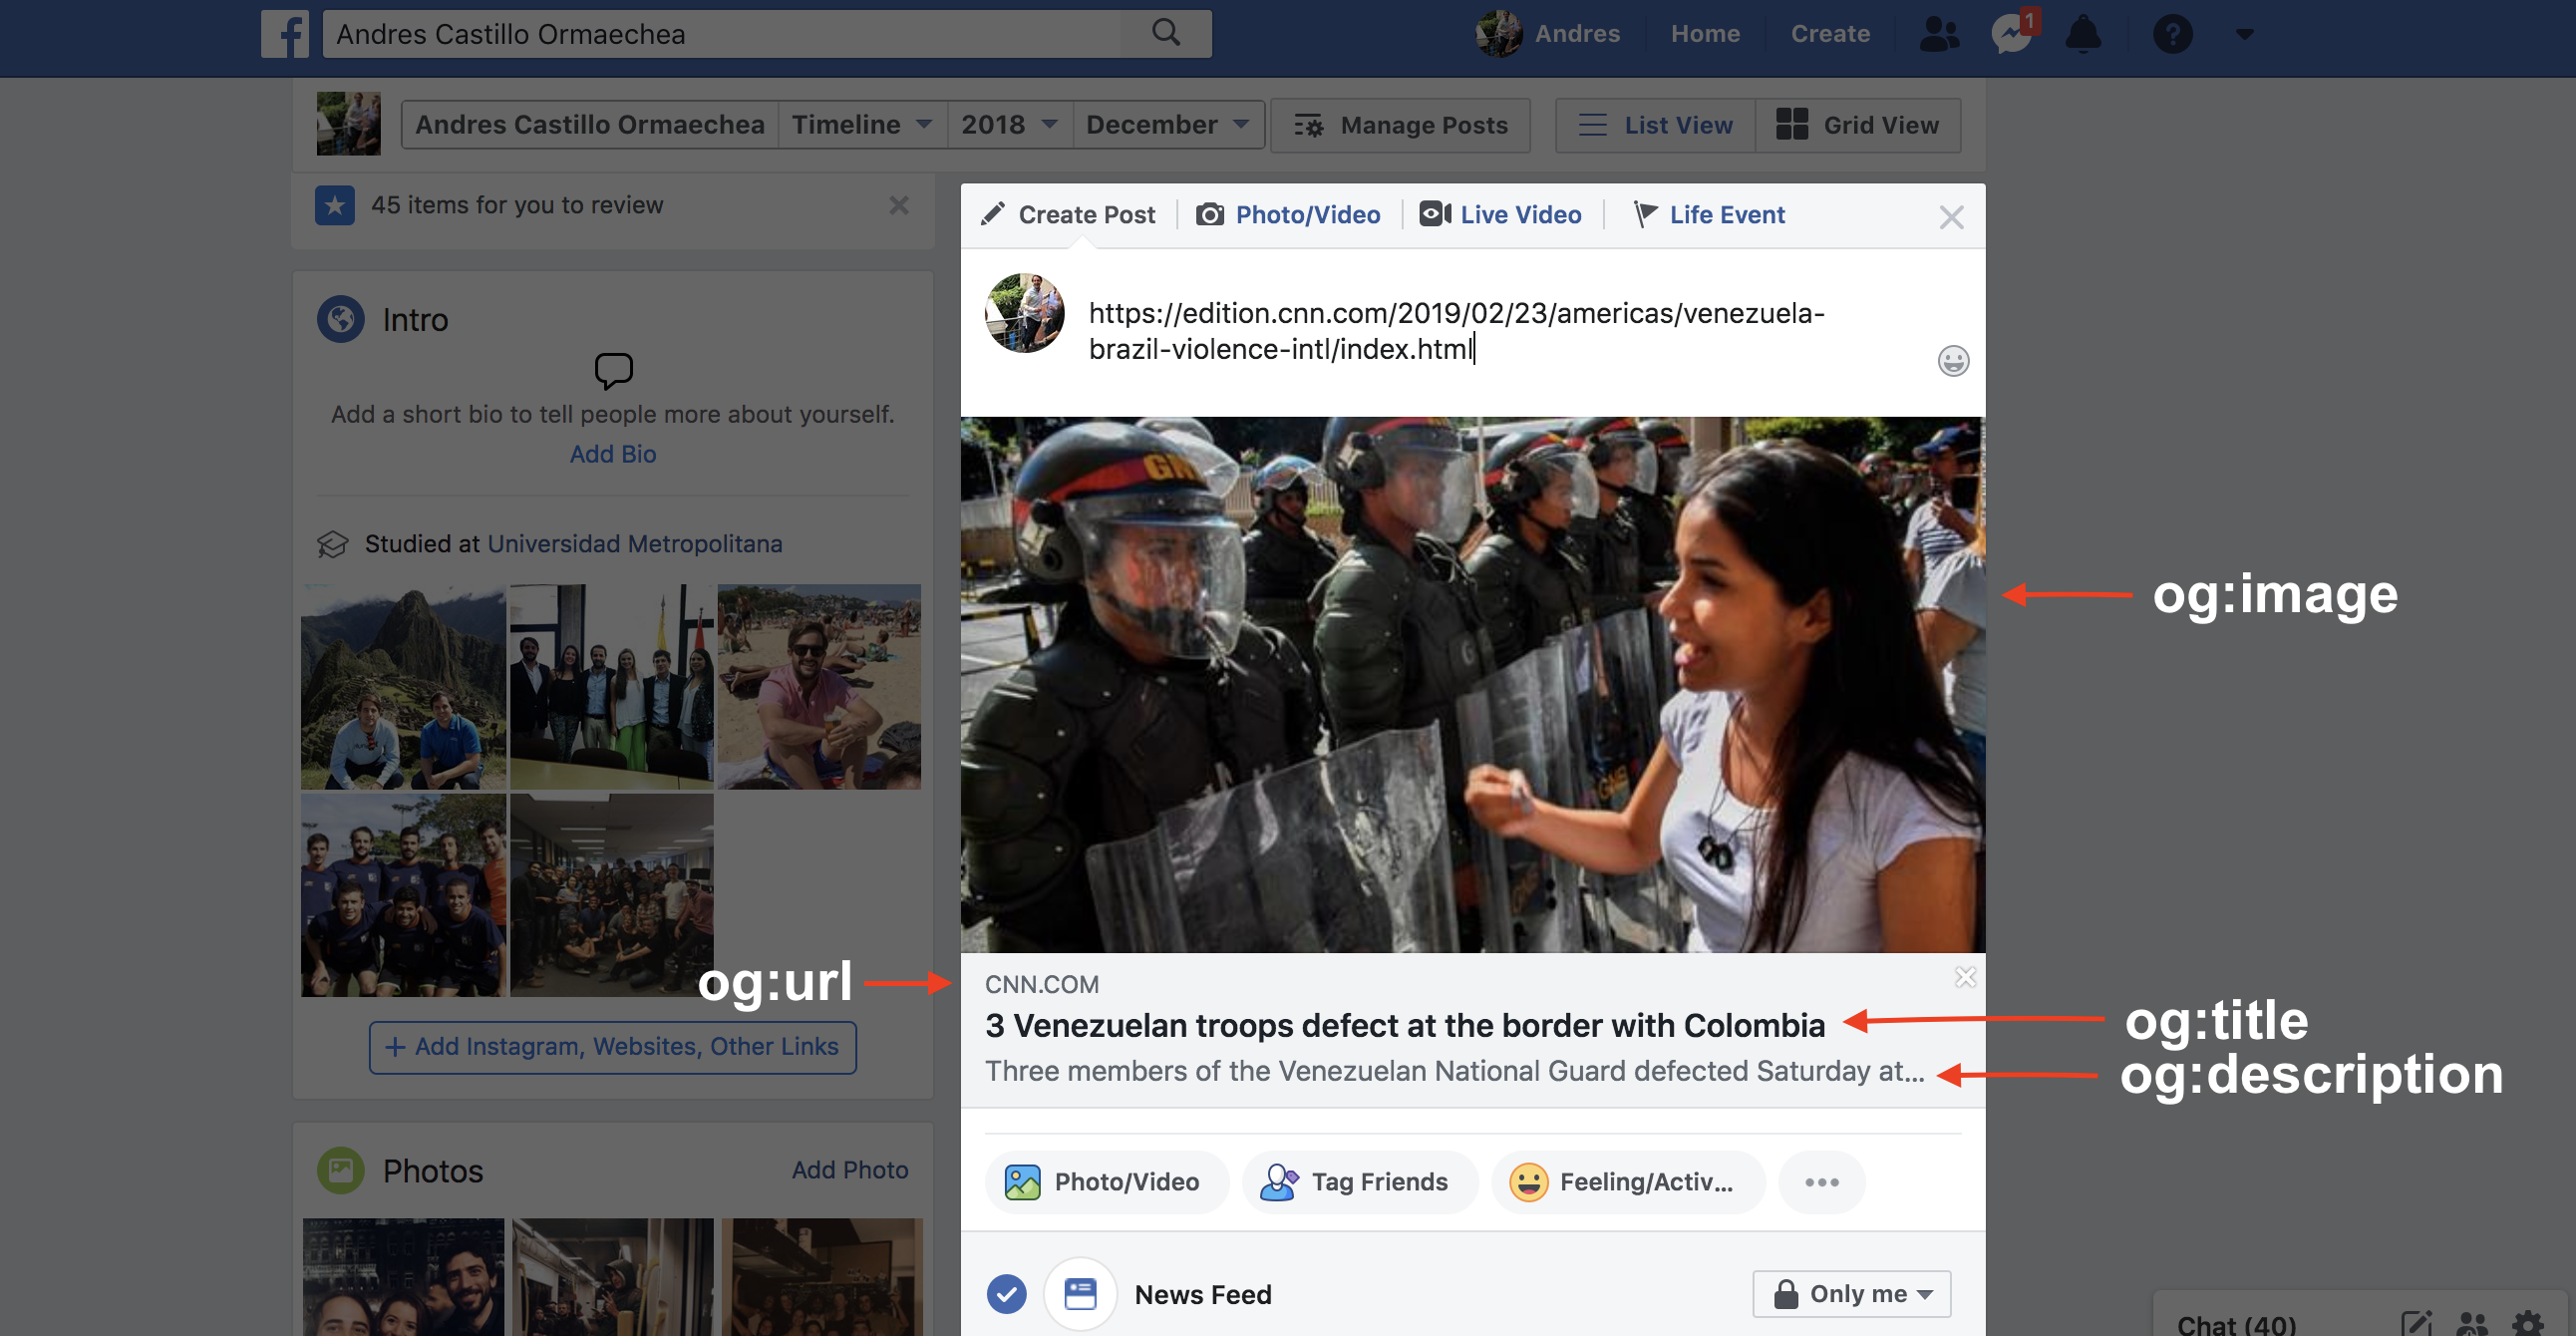 Andres Castillo Ormaechea
Andres
Home
Create
1
?
Andres Castillo Ormaechea
Timeline
2018
December
Manage Posts
List View
Grid View
45 items for you to review
Create Post
Photo/Video
Live Video
Life Event
Intro
Add a short bio to tell people more about yourself.
Add Bio
Studied at Universidad Metropolitana
+ Add Instagram, Websites, Other Links
Photos
Add Photo
https://edition.cnn.com/2019/02/23/americas/venezuela-
brazil-violence-intl/index.html
og:image
og:url
CNN.COM
3 Venezuelan troops defect at the border with Colombia
og:title
Three members of the Venezuelan National Guard defected Saturday at...
og:description
Photo/Video
Tag Friends
Feeling/Activ...
News Feed
Only me
Chat (40)